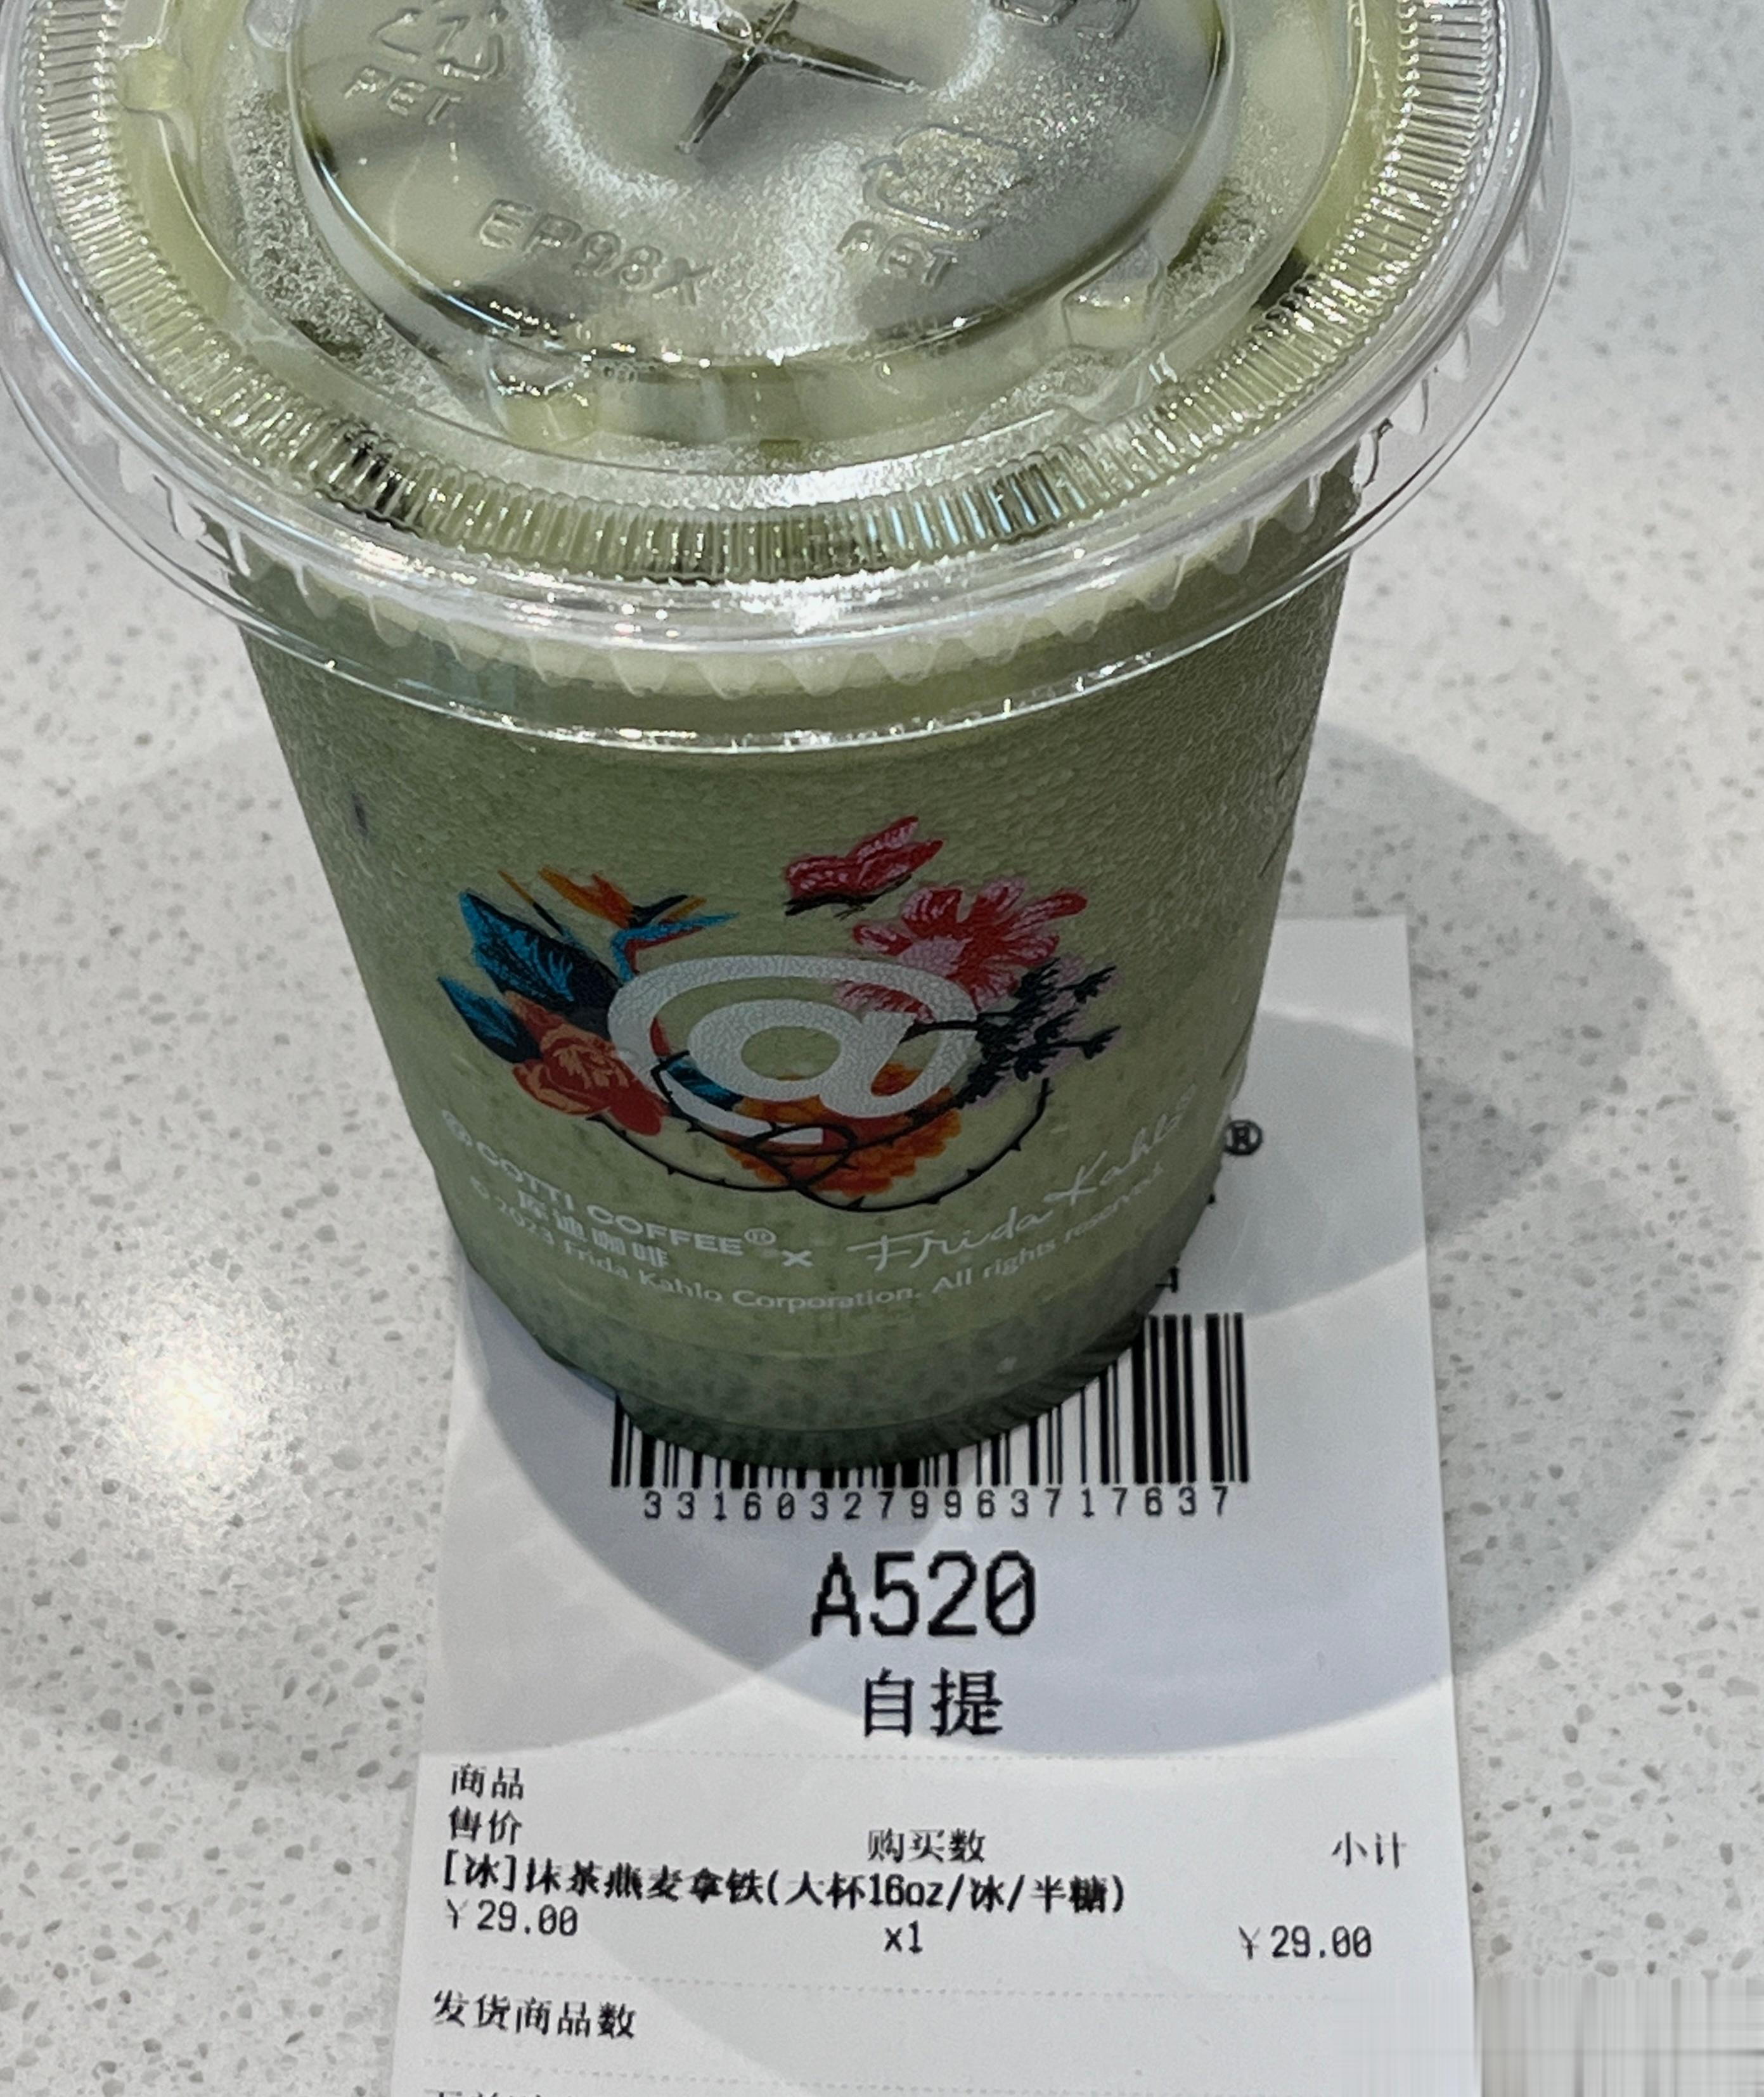 PET
EP98X
PET
@COTTI COFFEE® x Frida Kahlo
库迪咖啡
© 2023 Frida Kahlo Corporation. All rights reserved
®
331603279963717637
A520
自提
商品
售价 购买数 小计
[冰]抹茶燕麦拿铁(大杯16oz/冰/半糖)
¥29.00 x1 ¥29.00
发货商品数